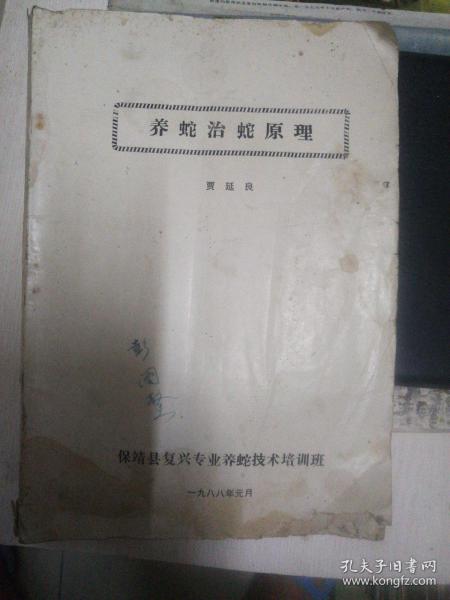 养蛇治蛇原理
贾延良
保靖县复兴专业养蛇技术培训班
一九八八年元月
孔夫子旧书网
www.kongfz.com